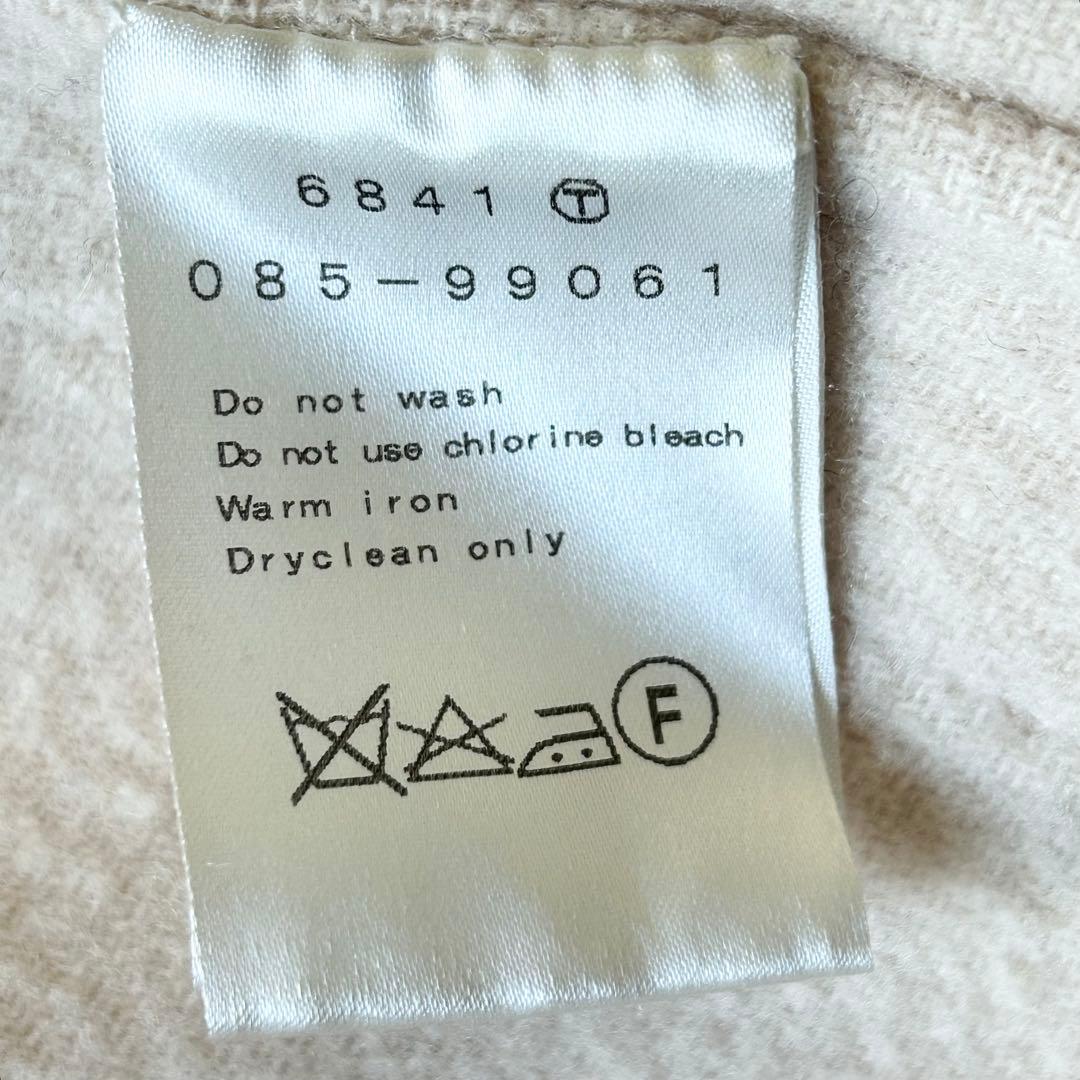 6841 Ⓣ
085-99061
Do not wash
Do not use chlorine bleach
Warm iron
Dryclean only
F